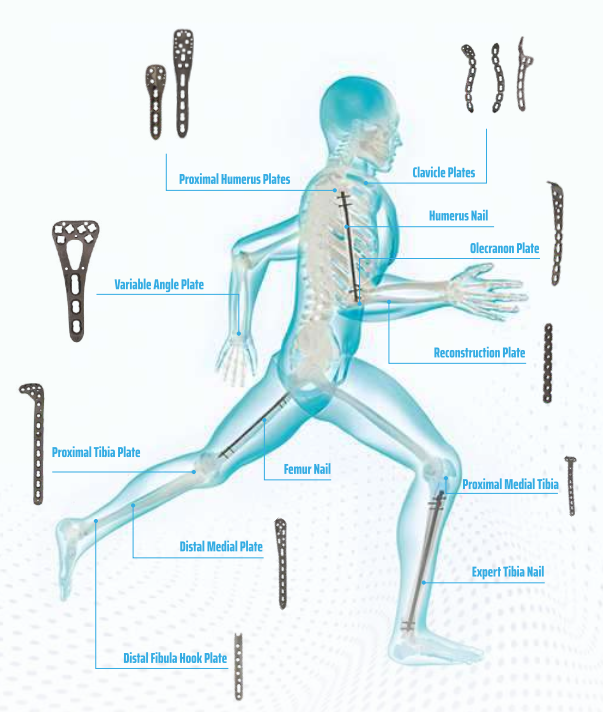 Proximal Humerus Plates
Clavicle Plates
Humerus Nail
Olecranon Plate
Variable Angle Plate
Reconstruction Plate
Proximal Tibia Plate
Femur Nail
Proximal Medial Tibia
Distal Medial Plate
Expert Tibia Nail
Distal Fibula Hook Plate